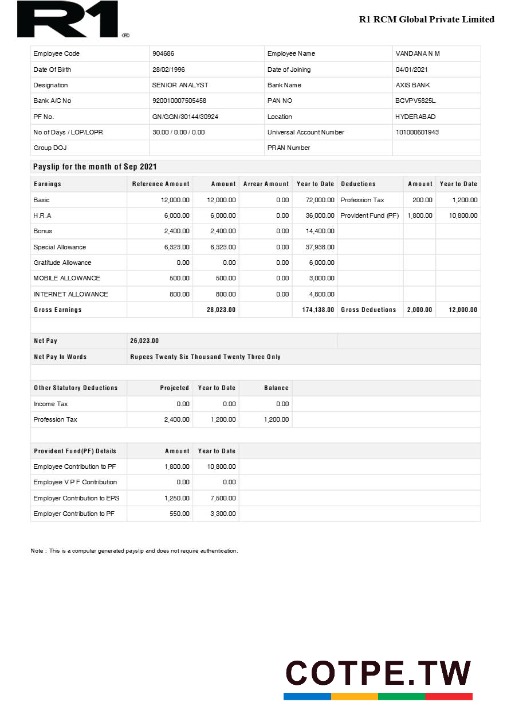 R1
R1 RCM Global Private Limited
Employee Code 904686 Employee Name VANDANA N M
Date Of Birth 28/02/1996 Date of Joining 04/01/2021
Designation SENIOR ANALYST Bank Name AXIS BANK
Bank A/C No 920010007505458 PAN NO BGVPV5825L
PF No. GN/GGN/30144/30924 Location HYDERABAD
No of Days / LOP/LOPR 30.00 / 0.00 / 0.00 Universal Account Number 101000601943
Group DOJ PRAN Number
Payslip for the month of Sep 2021
Earnings Reference Amount Amount Arrear Amount Year to Date Deductions Amount Year to Date
Basic 12,000.00 12,000.00 0.00 72,000.00 Profession Tax 200.00 1,200.00
H.R.A 6,000.00 6,000.00 0.00 36,000.00 Provident Fund (PF) 1,800.00 10,800.00
Bonus 2,400.00 2,400.00 0.00 14,400.00
Special Allowance 6,323.00 6,323.00 0.00 37,938.00
Gratitude Allowance 0.00 0.00 0.00 6,000.00
MOBILE ALLOWANCE 500.00 500.00 0.00 3,000.00
INTERNET ALLOWANCE 800.00 800.00 0.00 4,800.00
Gross Earnings 28,023.00 174,138.00 Gross Deductions 2,000.00 12,000.00
Net Pay 26,023.00
Net Pay In Words Rupees Twenty Six Thousand Twenty Three Only
Other Statutory Deductions Projected Year to Date Balance
Income Tax 0.00 0.00 0.00
Profession Tax 2,400.00 1,200.00 1,200.00
Provident Fund(PF) Details Amount Year to Date
Employee Contribution to PF 1,800.00 10,800.00
Employee V P F Contribution 0.00 0.00
Employer Contribution to EPS 1,250.00 7,500.00
Employer Contribution to PF 550.00 3,300.00
Note : This is a computer generated payslip and does not require authentication.
COTPE.TW